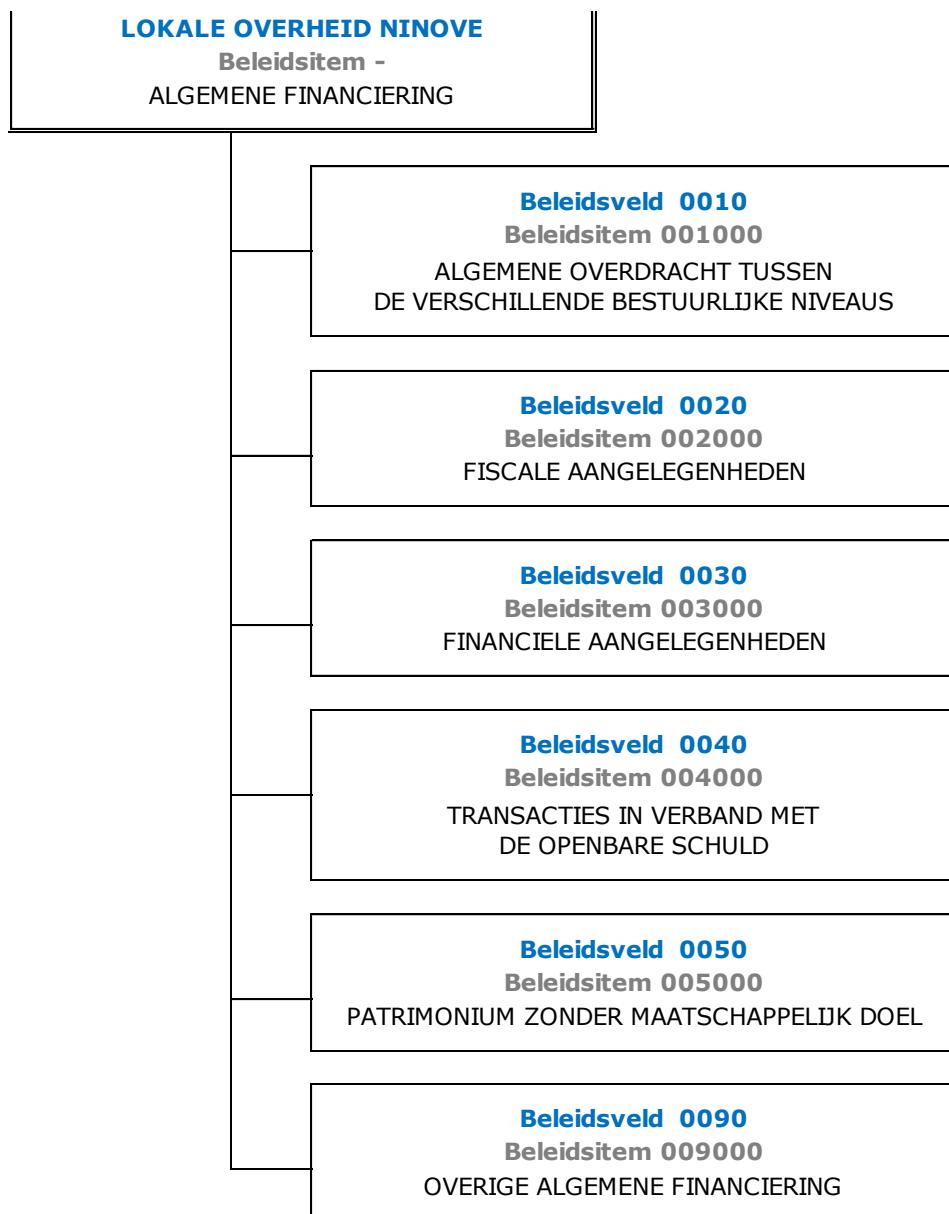 LOKALE OVERHEID NINOVE
Beleidsitem -
ALGEMENE FINANCIERING
Beleidsveld 0010
Beleidsitem 001000
ALGEMENE OVERDRACHT TUSSEN
DE VERSCHILLENDE BESTUURLIJKE NIVEAUS
Beleidsveld 0020
Beleidsitem 002000
FISCALE AANGELEGENHEDEN
Beleidsveld 0030
Beleidsitem 003000
FINANCIELE AANGELEGENHEDEN
Beleidsveld 0040
Beleidsitem 004000
TRANSACTIES IN VERBAND MET
DE OPENBARE SCHULD
Beleidsveld 0050
Beleidsitem 005000
PATRIMONIUM ZONDER MAATSCHAPPELIJK DOEL
Beleidsveld 0090
Beleidsitem 009000
OVERIGE ALGEMENE FINANCIERING